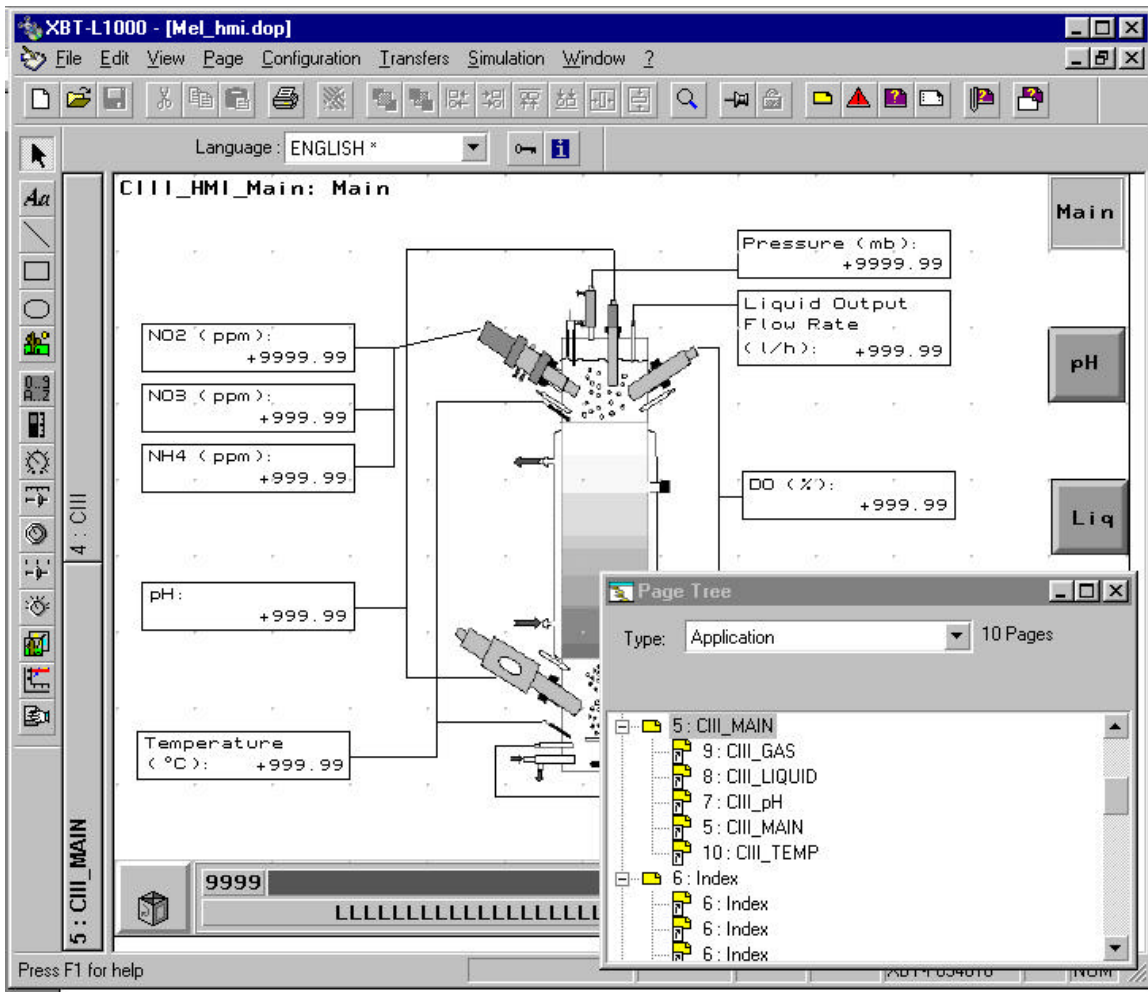 XBT-L1000 - [Mel_hmi.dop]
File Edit View Page Configuration Transfers Simulation Window ?
Language : ENGLISH *
Aa
0..9
A..Z
4 : CIII
5 : CIII_MAIN
CIII_HMI_Main: Main
Main
Pressure (mb):
+9999.99
Liquid Output
Flow Rate
(l/h): +999.99
NO2 (ppm):
+9999.99
NO3 (ppm):
+999.99
NH4 (ppm):
+999.99
pH
DO (%):
+999.99
Liq
pH:
+999.99
Temperature
(°C): +999.99
Page Tree
Type: Application 10 Pages
5 : CIII_MAIN
9 : CIII_GAS
8 : CIII_LIQUID
7 : CIII_pH
5 : CIII_MAIN
10 : CIII_TEMP
6 : Index
6 : Index
6 : Index
6 : Index
9999
LLLLLLLLLLLLLLLLLLL
Press F1 for help
NUM